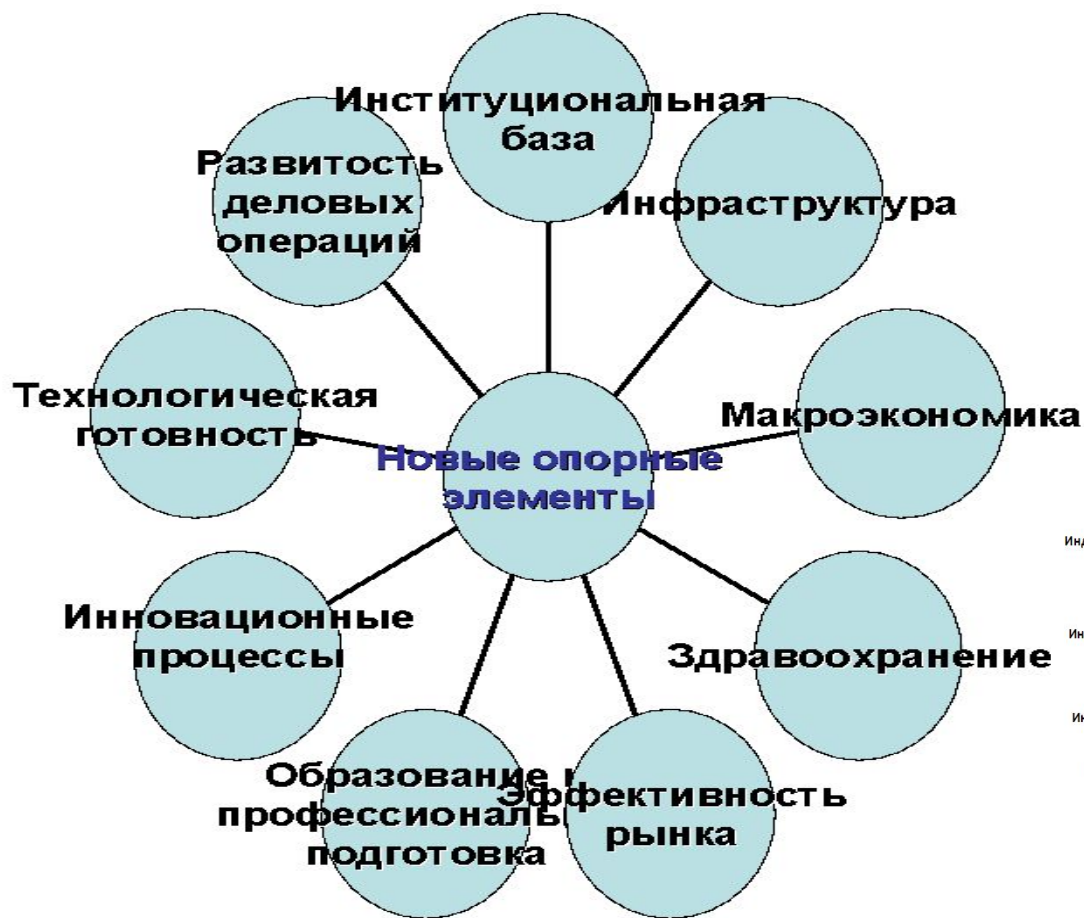 Институциональная
база
Инфраструктура
Макроэкономика
Здравоохранение
Эффективность
рынка
Образование
подготовка
Инновационные
процессы
Технологическая
готовность
Развитость
деловых
операций
Новые опорные
элементы